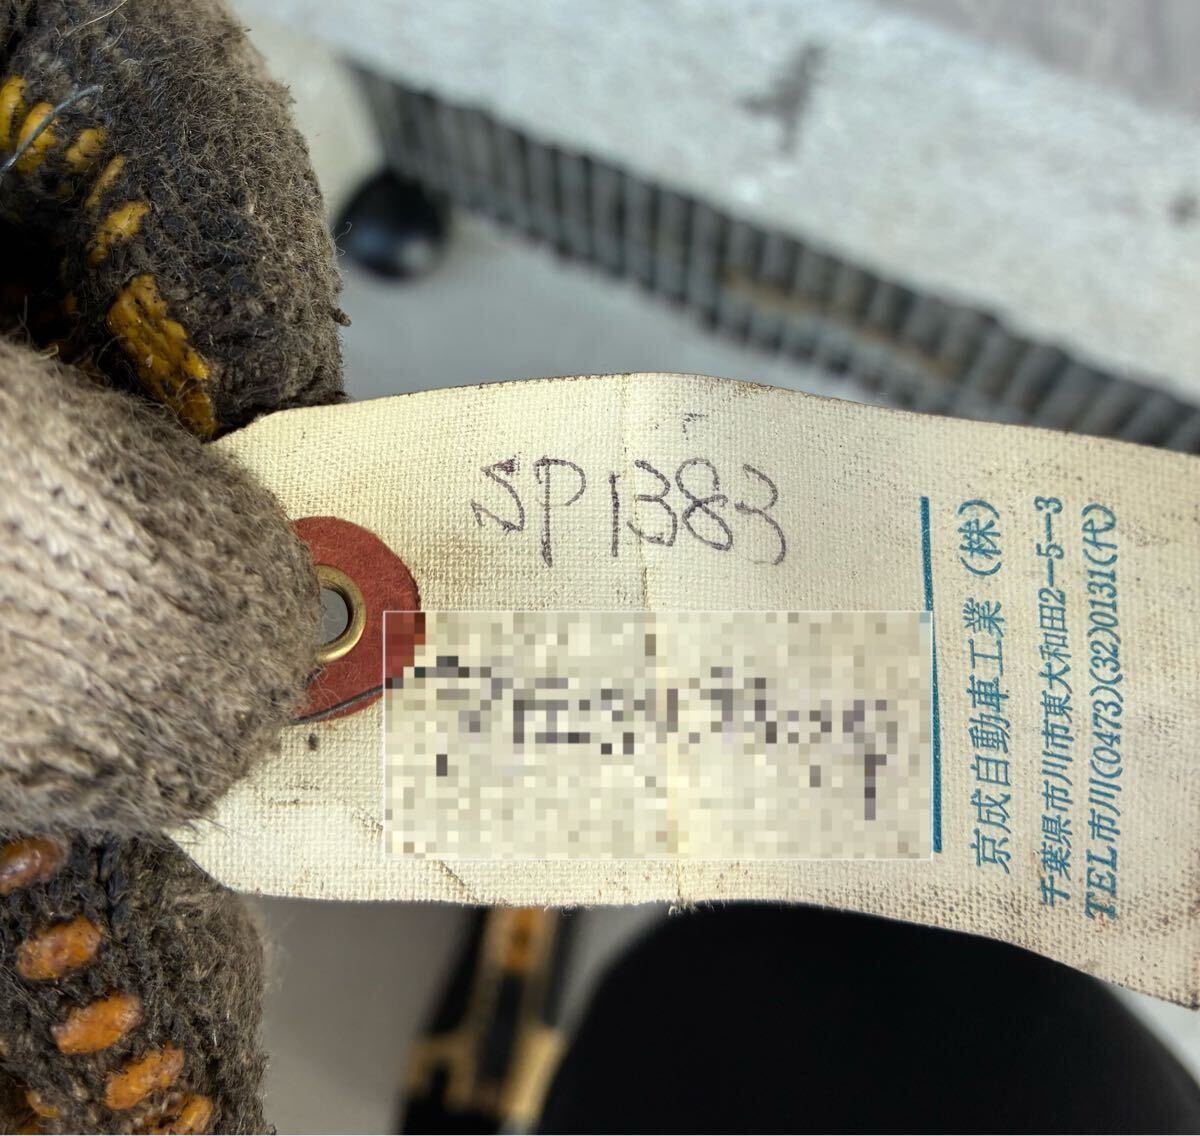 SP1383
京成自動車工業(株)
千葉県市川市東大和田2-5-3
TEL市川(0473)(32)0131(代)